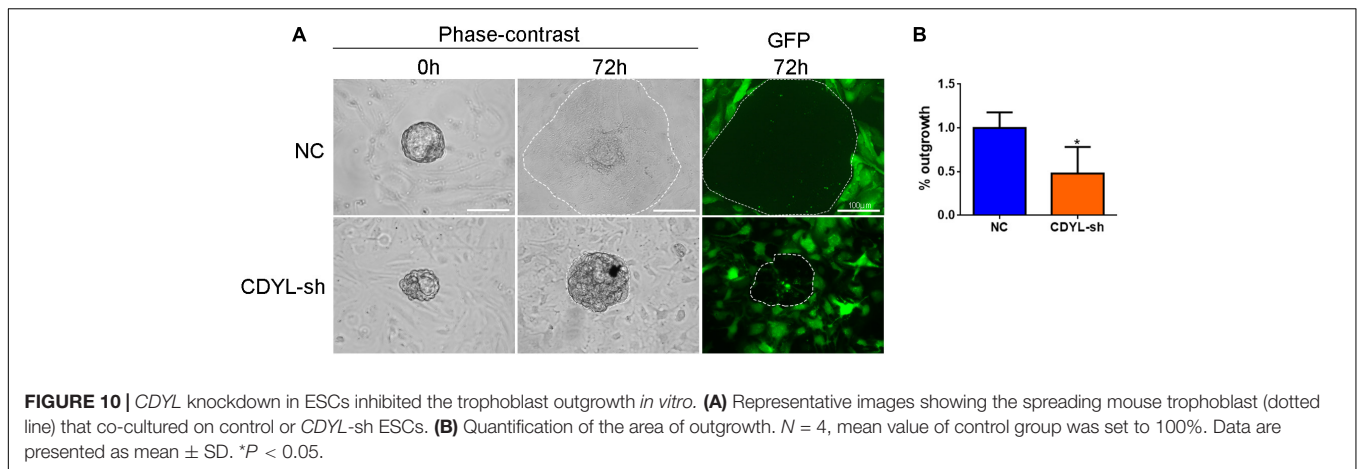 A
Phase-contrast
GFP
0h
72h
72h
NC
100µm
CDYL-sh
B
% outgrowth
1.5
1.0
0.5
0.0
*
NC
CDYL-sh
FIGURE 10 | CDYL knockdown in ESCs inhibited the trophoblast outgrowth in vitro. (A) Representative images showing the spreading mouse trophoblast (dotted
line) that co-cultured on control or CDYL-sh ESCs. (B) Quantification of the area of outgrowth. N = 4, mean value of control group was set to 100%. Data are
presented as mean ± SD. *P < 0.05.